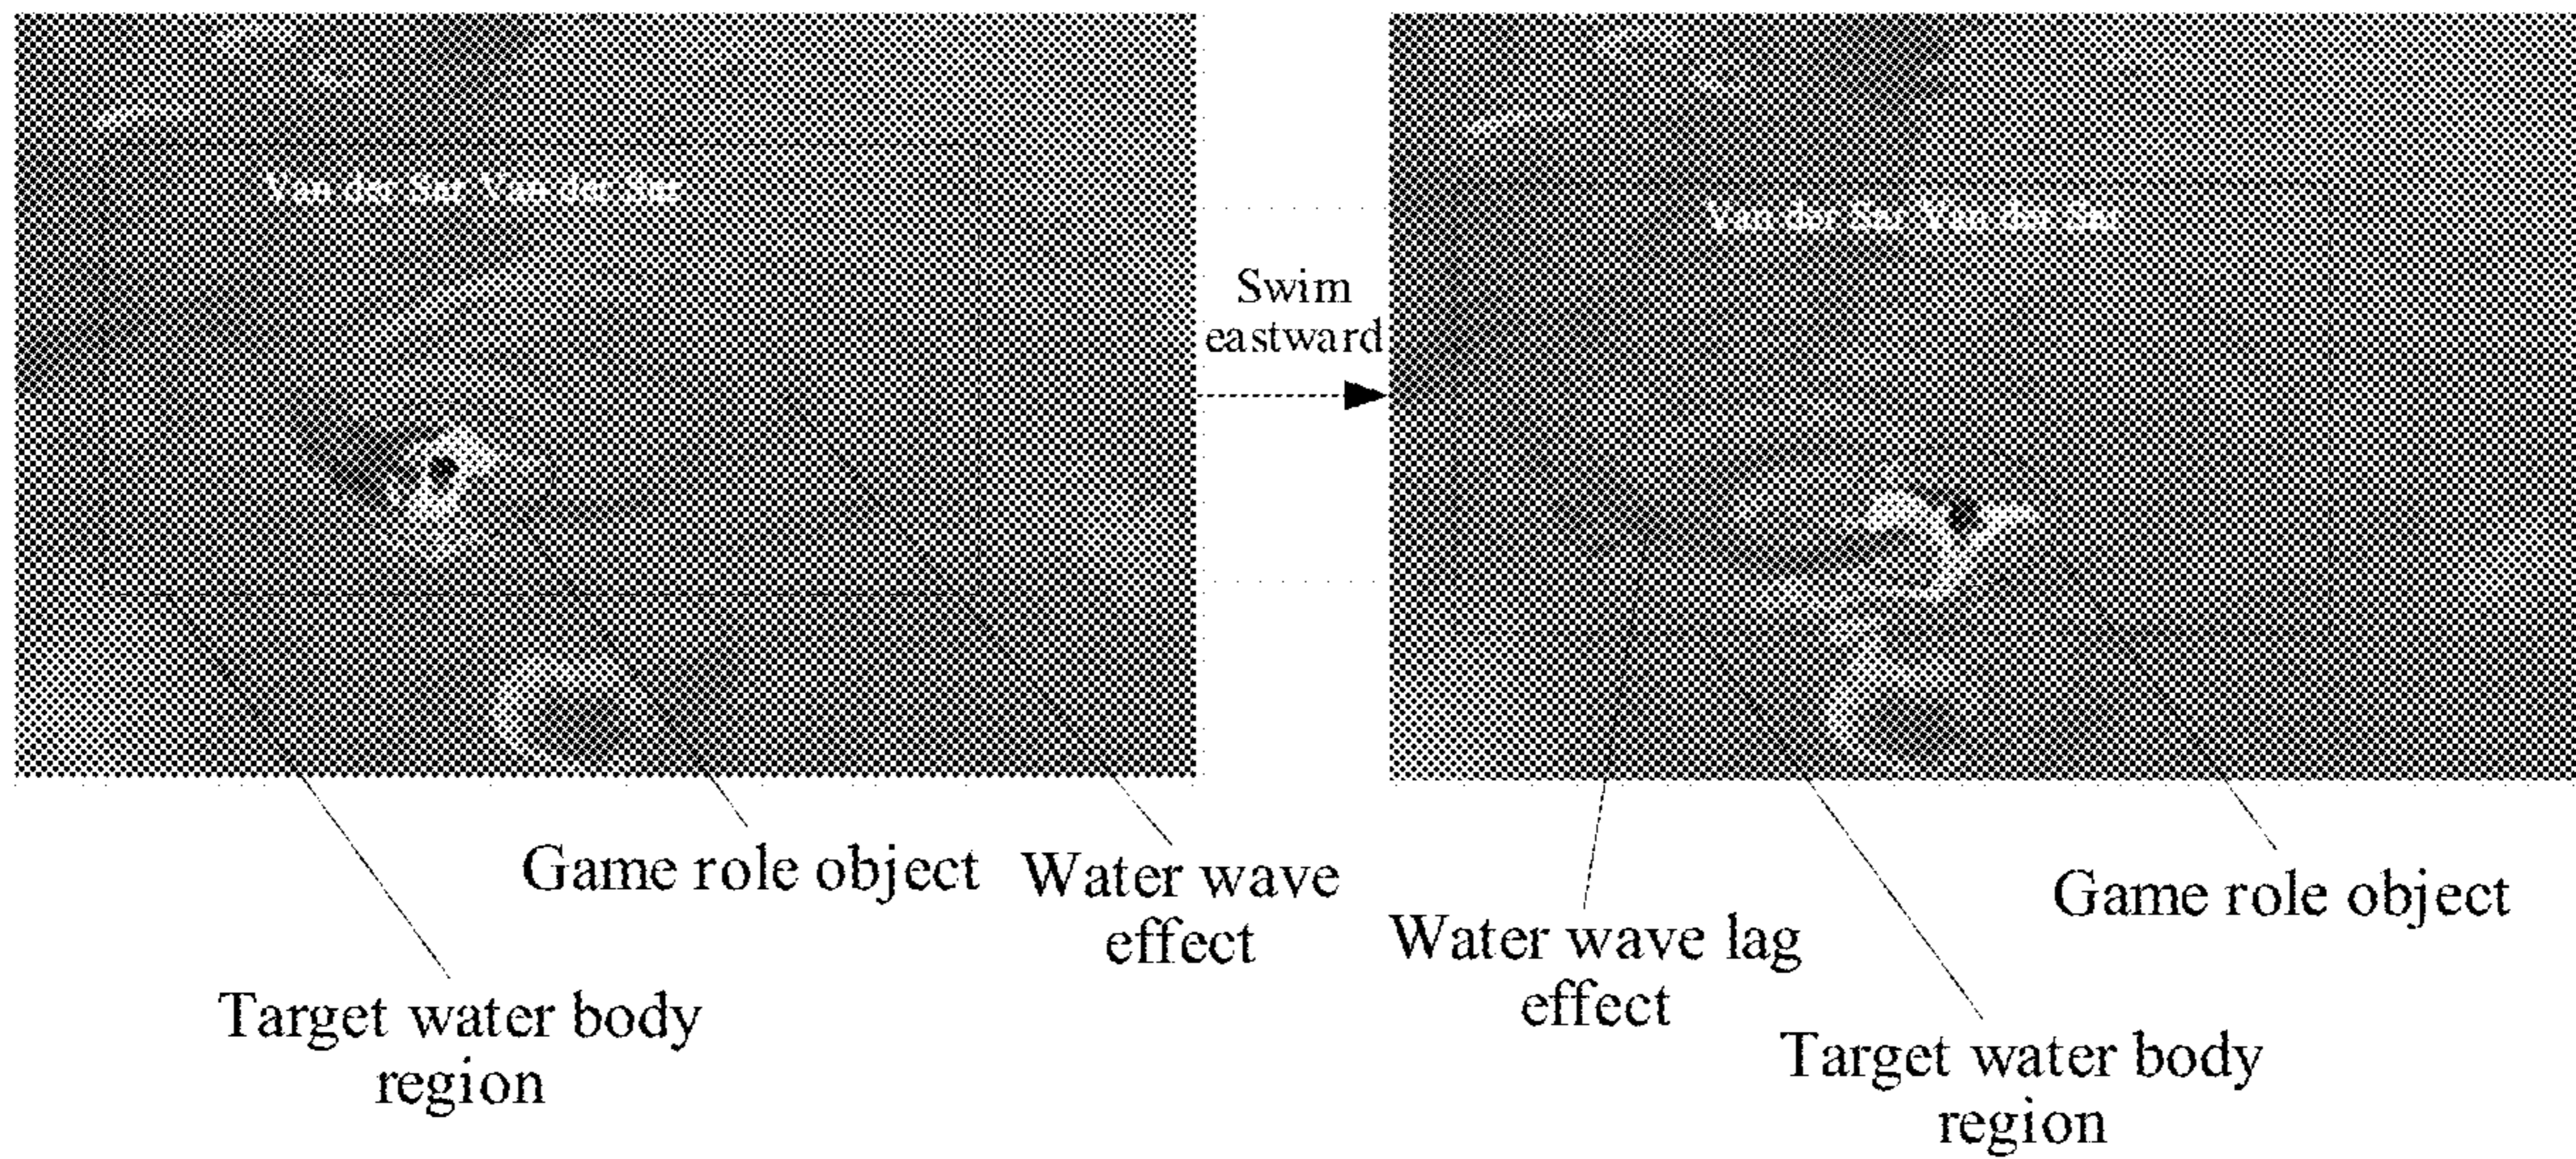 Van der Sar Van der Sar
Swim
eastward
Van der Sar Van der Sar
Game role object
Water wave
effect
Target water body
region
Water wave lag
effect
Game role object
Target water body
region